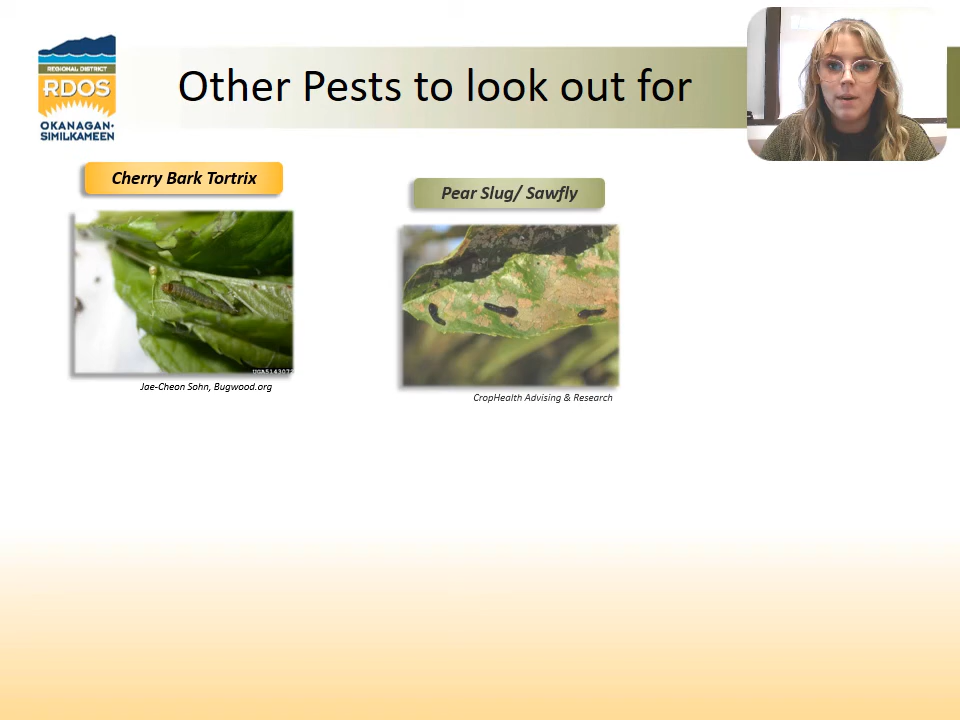 REGIONAL DISTRICT
RDOS
OKANAGAN·
SIMILKAMEEN
Other Pests to look out for
Cherry Bark Tortrix
Pear Slug/ Sawfly
UGA5143072
Jae-Cheon Sohn, Bugwood.org
CropHealth Advising & Research